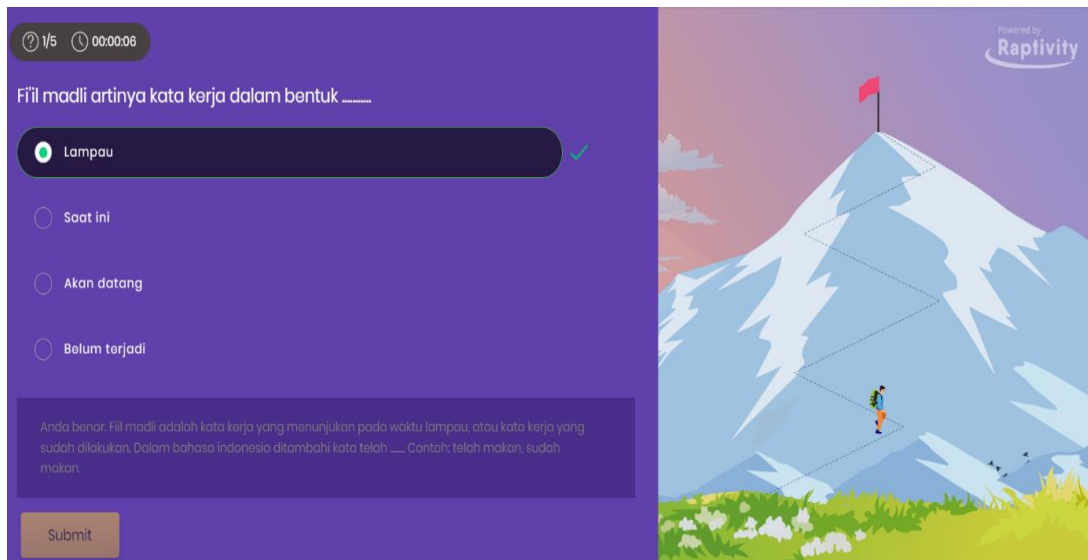 1/5 00:00:06
Powered by
Raptivity
Fi'il madli artinya kata kerja dalam bentuk ..........
Lampau
Saat ini
Akan datang
Belum terjadi
Anda benar. Fiil madli adalah kata kerja yang menunjukan pada waktu lampau, atau kata kerja yang
sudah dilakukan. Dalam bahasa indonesia ditambahi kata telah ....... Contoh; telah makan, sudah
makan.
Submit